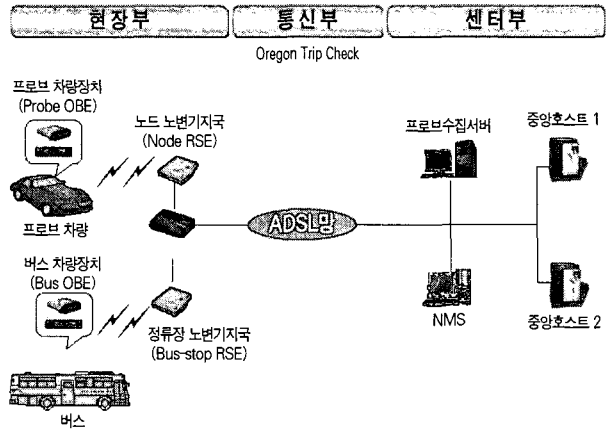 현장부
통신부
센터부
Oregon Trip Check
프로브 차량장치
(Probe OBE)
노드 노변기지국
(Node RSE)
프로브수집서버
중앙호스트 1
프로브 차량
ADSL망
버스 차량장치
(Bus OBE)
정류장 노변기지국
(Bus-stop RSE)
NMS
중앙호스트 2
버스